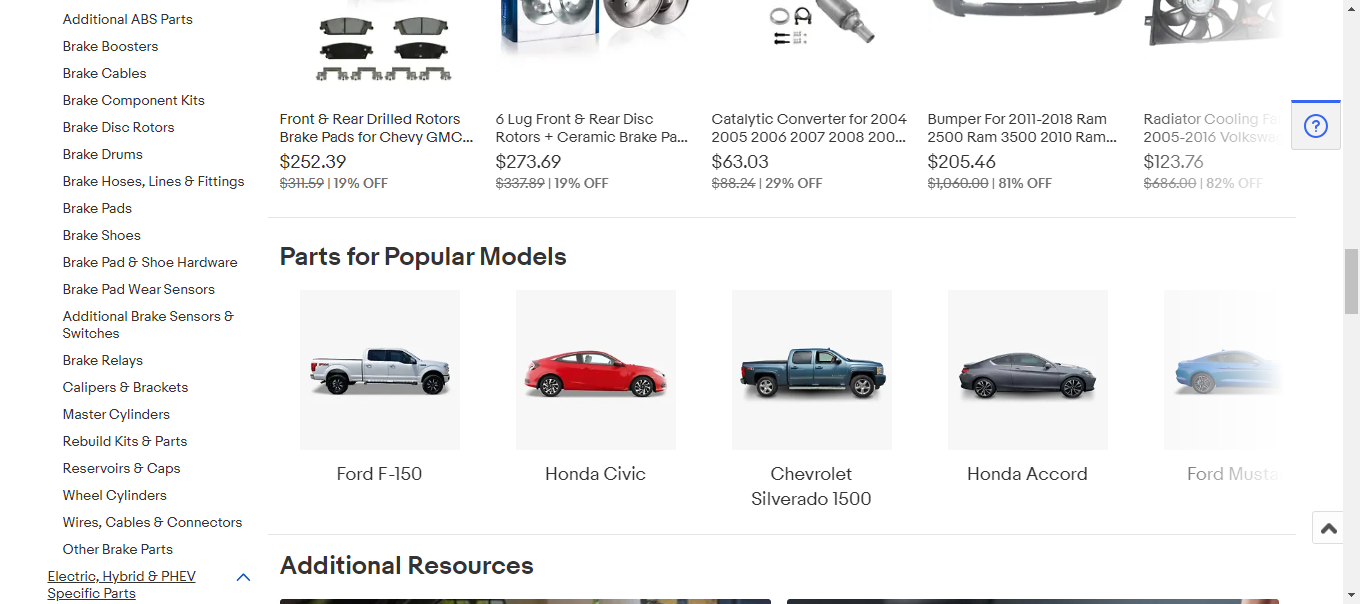 Additional ABS Parts
Brake Boosters
Brake Cables
Brake Component Kits
Brake Disc Rotors
Brake Drums
Brake Hoses, Lines & Fittings
Brake Pads
Brake Shoes
Brake Pad & Shoe Hardware
Brake Pad Wear Sensors
Additional Brake Sensors &
Switches
Brake Relays
Calipers & Brackets
Master Cylinders
Rebuild Kits & Parts
Reservoirs & Caps
Wheel Cylinders
Wires, Cables & Connectors
Other Brake Parts
Electric, Hybrid & PHEV
Specific Parts
Front & Rear Drilled Rotors
Brake Pads for Chevy GMC...
$252.39
$311.59 | 19% OFF
6 Lug Front & Rear Disc
Rotors + Ceramic Brake Pa...
$273.69
$337.89 | 19% OFF
Catalytic Converter for 2004
2005 2006 2007 2008 200...
$63.03
$88.24 | 29% OFF
Bumper For 2011-2018 Ram
2500 Ram 3500 2010 Ram...
$205.46
$1,060.00 | 81% OFF
Radiator Cooling Fa
2005-2016 Volkswa
$123.76
$686.00 | 82% OFF
Parts for Popular Models
Ford F-150
Honda Civic
Chevrolet
Silverado 1500
Honda Accord
Ford Musta
Additional Resources